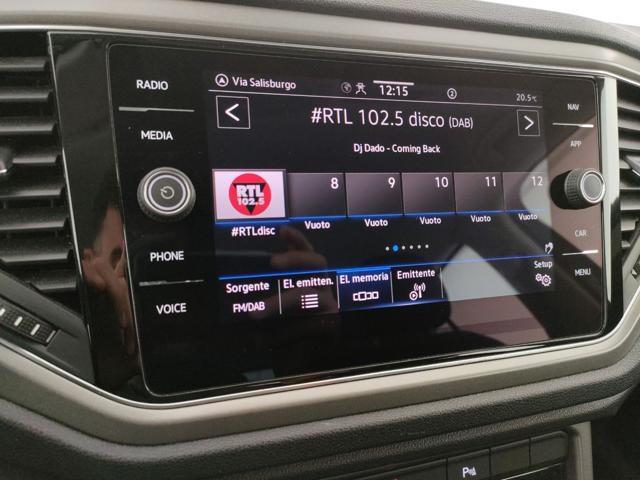 RADIO
MEDIA
PHONE
VOICE
Via Salisburgo
12:15
2
20.5°C
#RTL 102.5 disco (DAB)
Dj Dado - Coming Back
RTL
102.5
8 9 10 11 12
#RTLdisc Vuoto Vuoto Vuoto Vuoto Vuoto
Sorgente El. emitten. El. memoria Emittente Setup
FM/DAB
NAV
APP
CAR
MENU
P